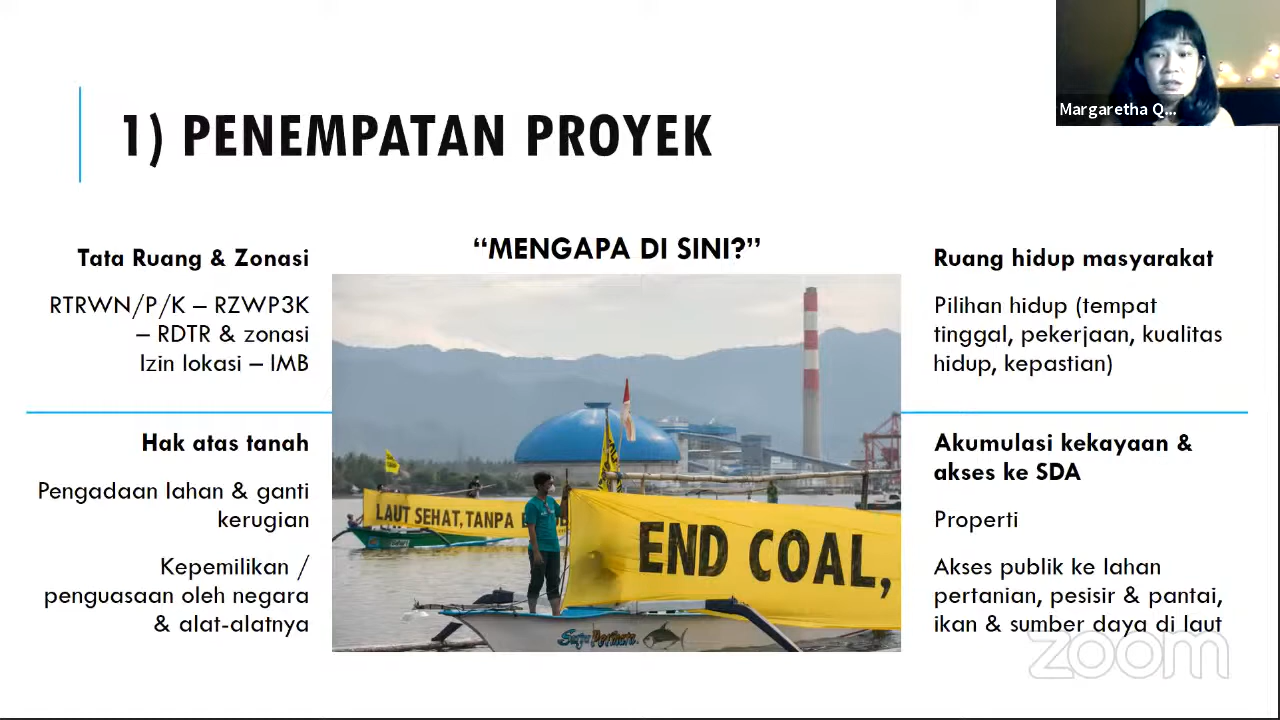 Margaretha Q...
1) PENEMPATAN PROYEK
Tata Ruang & Zonasi
RTRWN/P/K – RZWP3K
– RDTR & zonasi
Izin lokasi – IMB
Hak atas tanah
Pengadaan lahan & ganti
kerugian
Kepemilikan /
penguasaan oleh negara
& alat-alatnya
“MENGAPA DI SINI?”
LAUT SEHAT, TANPA
END COAL,
Ruang hidup masyarakat
Pilihan hidup (tempat
tinggal, pekerjaan, kualitas
hidup, kepastian)
Akumulasi kekayaan &
akses ke SDA
Properti
Akses publik ke lahan
pertanian, pesisir & pantai,
ikan & sumber daya di laut
zoom